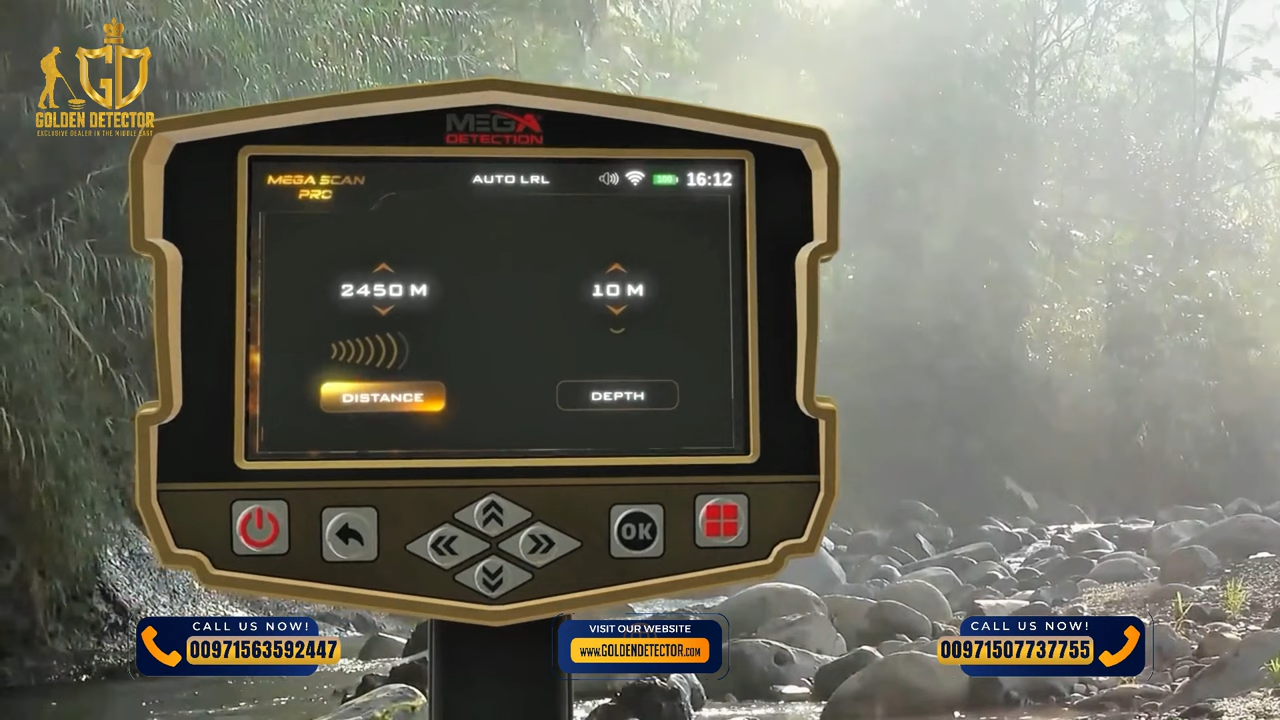 GD
GOLDEN DETECTOR
EXCLUSIVE DEALER IN THE MIDDLE EAST
MEGA
DETECTION
MEGA SCAN
PRO
AUTO LRL
100
16:12
2450 M
10 M
DISTANCE
DEPTH
OK
CALL US NOW!
00971563592447
VISIT OUR WEBSITE
WWW.GOLDENDETECTOR.COM
CALL US NOW!
00971507737755